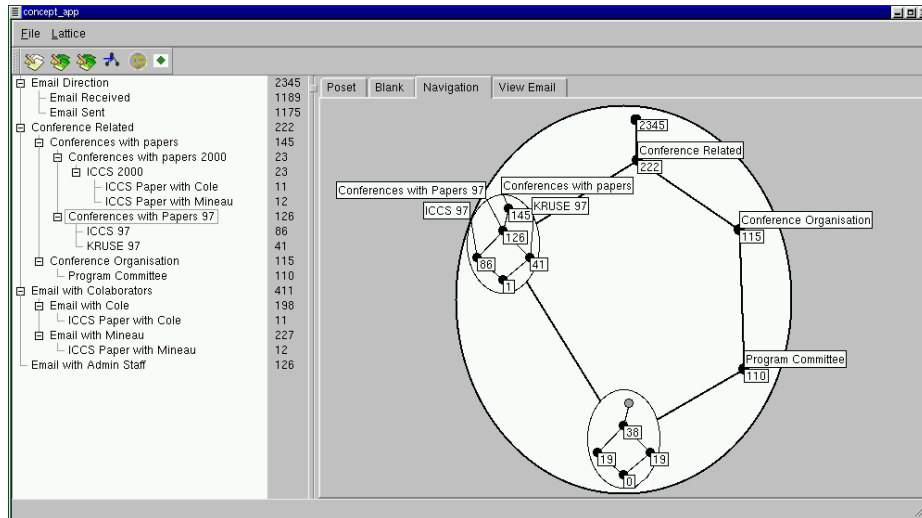 concept_app
File Lattice
Email Direction 2345
Email Received 1189
Email Sent 1175
Conference Related 222
Conferences with papers 145
Conferences with papers 2000 23
ICCS 2000 23
ICCS Paper with Cole 11
ICCS Paper with Mineau 12
Conferences with Papers 97 126
ICCS 97 86
KRUSE 97 41
Conference Organisation 115
Program Committee 110
Email with Colaborators 411
Email with Cole 198
ICCS Paper with Cole 11
Email with Mineau 227
ICCS Paper with Mineau 12
Email with Admin Staff 126
Poset Blank Navigation View Email
2345
Conference Related
222
Conferences with Papers 97 Conferences with papers
ICCS 97 KRUSE 97
145
Conference Organisation
126 115
86 41
1
Program Committee
110
38
19 19
0